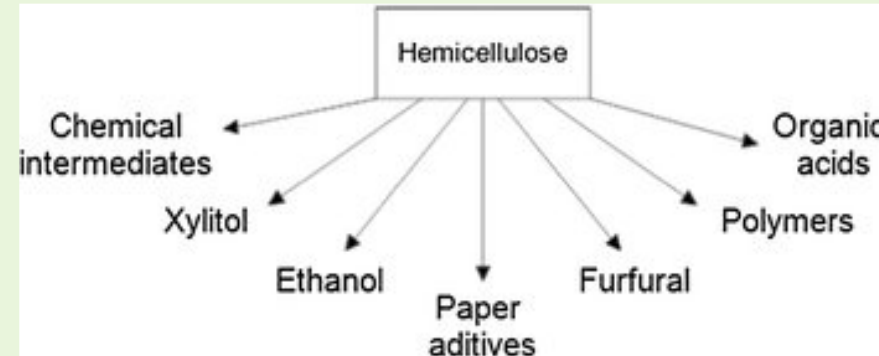 Hemicellulose
Chemical
intermediates
Organic
acids
Xylitol
Polymers
Ethanol
Furfural
Paper
aditives